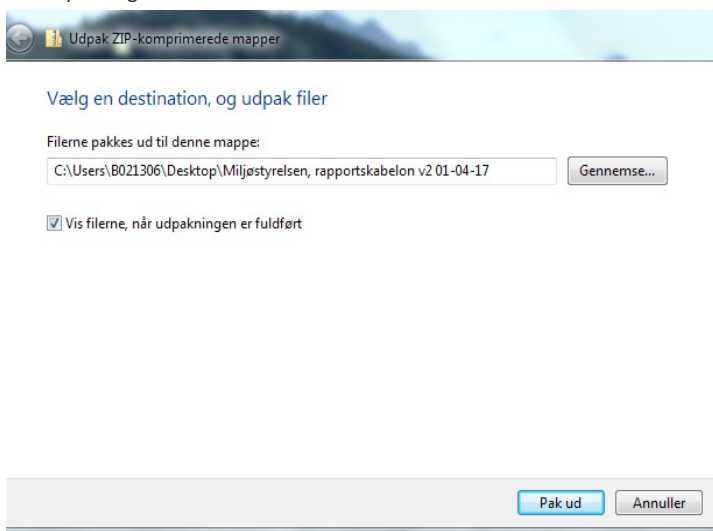 Udpak ZIP-komprimerede mapper
Vælg en destination, og udpak filer
Filerne pakkes ud til denne mappe:
C:\Users\B021306\Desktop\Miljøstyrelsen, rapportskabelon v2 01-04-17 Gennemse...
Vis filerne, når udpakningen er fuldført
Pak ud Annuller